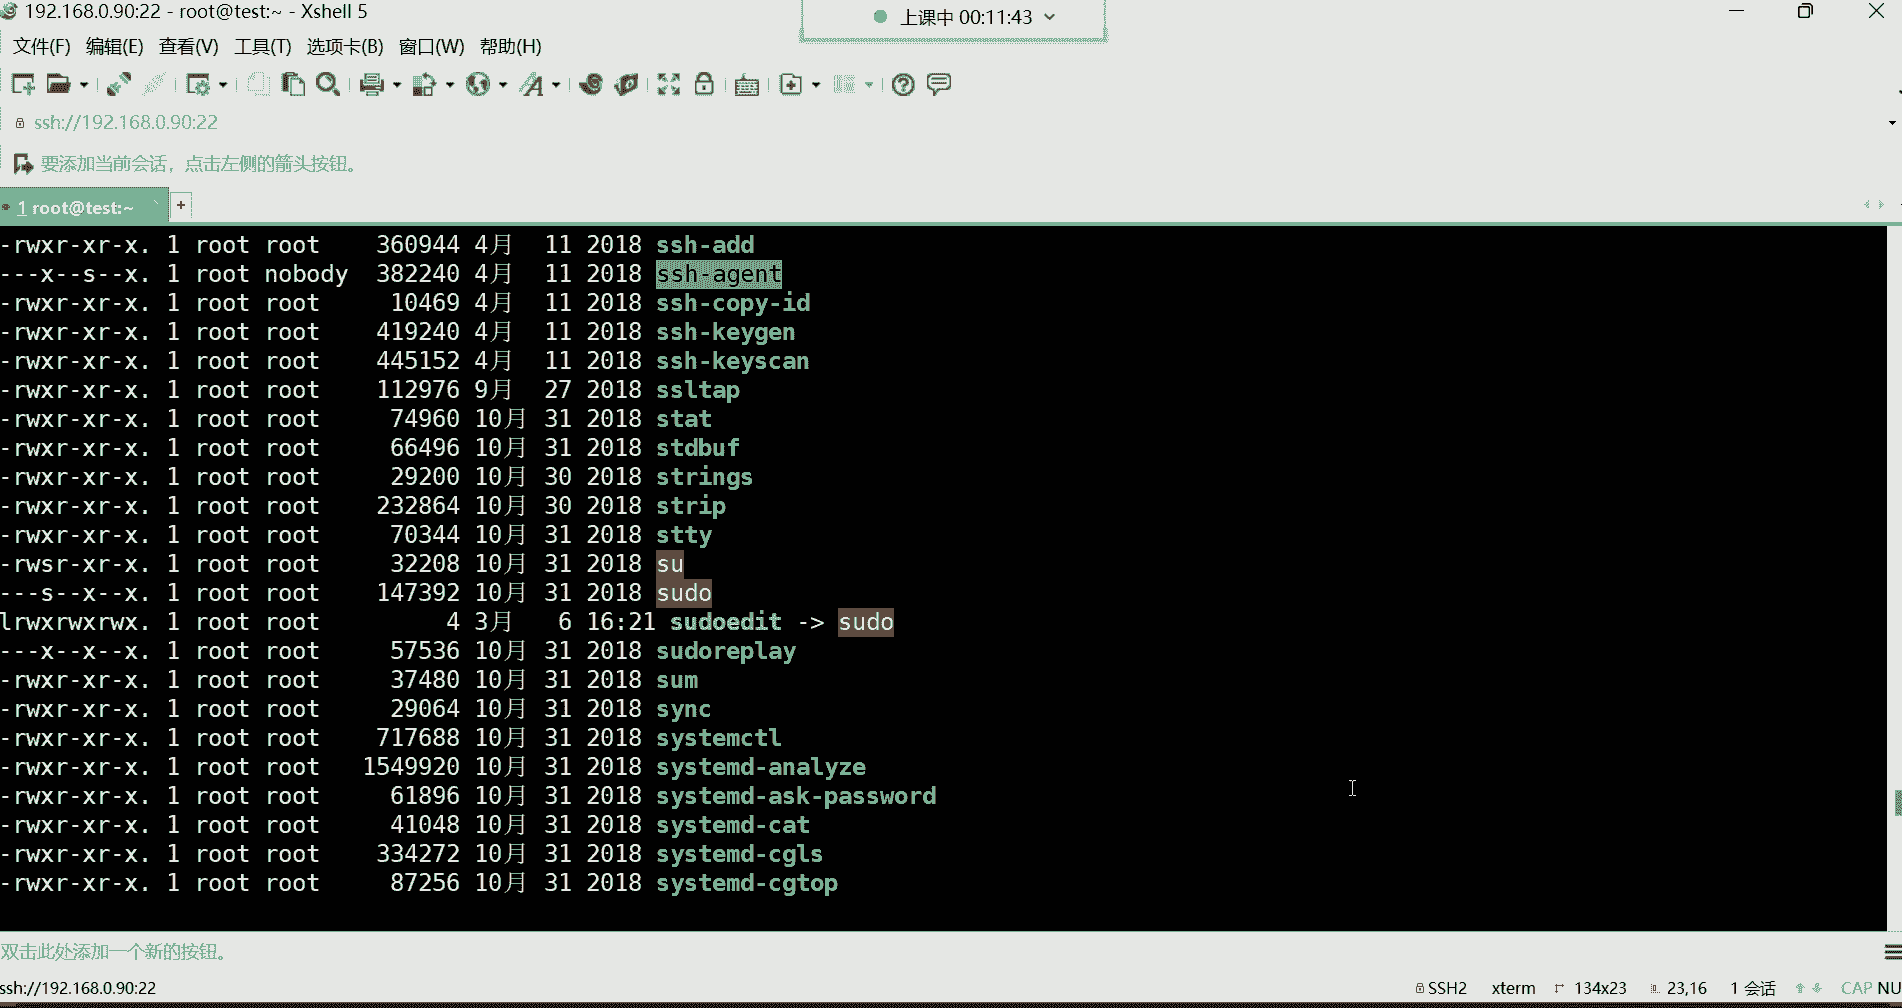 192.168.0.90:22 - root@test:~ - Xshell 5
上课中 00:11:43
文件(F) 编辑(E) 查看(V) 工具(T) 选项卡(B) 窗口(W) 帮助(H)
ssh://192.168.0.90:22
要添加当前会话，点击左侧的箭头按钮。
1 root@test:~ +
-rwxr-xr-x. 1 root root    360944 4月  11 2018 ssh-add
---x--s--x. 1 root nobody  382240 4月  11 2018 ssh-agent
-rwxr-xr-x. 1 root root     10469 4月  11 2018 ssh-copy-id
-rwxr-xr-x. 1 root root    419240 4月  11 2018 ssh-keygen
-rwxr-xr-x. 1 root root    445152 4月  11 2018 ssh-keyscan
-rwxr-xr-x. 1 root root    112976 9月  27 2018 ssltap
-rwxr-xr-x. 1 root root     74960 10月 31 2018 stat
-rwxr-xr-x. 1 root root     66496 10月 31 2018 stdbuf
-rwxr-xr-x. 1 root root     29200 10月 30 2018 strings
-rwxr-xr-x. 1 root root    232864 10月 30 2018 strip
-rwxr-xr-x. 1 root root     70344 10月 31 2018 stty
-rwsr-xr-x. 1 root root     32208 10月 31 2018 su
---s--x--x. 1 root root    147392 10月 31 2018 sudo
lrwxrwxrwx. 1 root root         4 3月   6 16:21 sudoedit -> sudo
---x--x--x. 1 root root     57536 10月 31 2018 sudoreplay
-rwxr-xr-x. 1 root root     37480 10月 31 2018 sum
-rwxr-xr-x. 1 root root     29064 10月 31 2018 sync
-rwxr-xr-x. 1 root root    717688 10月 31 2018 systemctl
-rwxr-xr-x. 1 root root   1549920 10月 31 2018 systemd-analyze
-rwxr-xr-x. 1 root root     61896 10月 31 2018 systemd-ask-password
-rwxr-xr-x. 1 root root     41048 10月 31 2018 systemd-cat
-rwxr-xr-x. 1 root root    334272 10月 31 2018 systemd-cgls
-rwxr-xr-x. 1 root root     87256 10月 31 2018 systemd-cgtop
双击此处添加一个新的按钮。
ssh://192.168.0.90:22 SSH2 xterm 134x23 23,16 1 会话 CAP NU